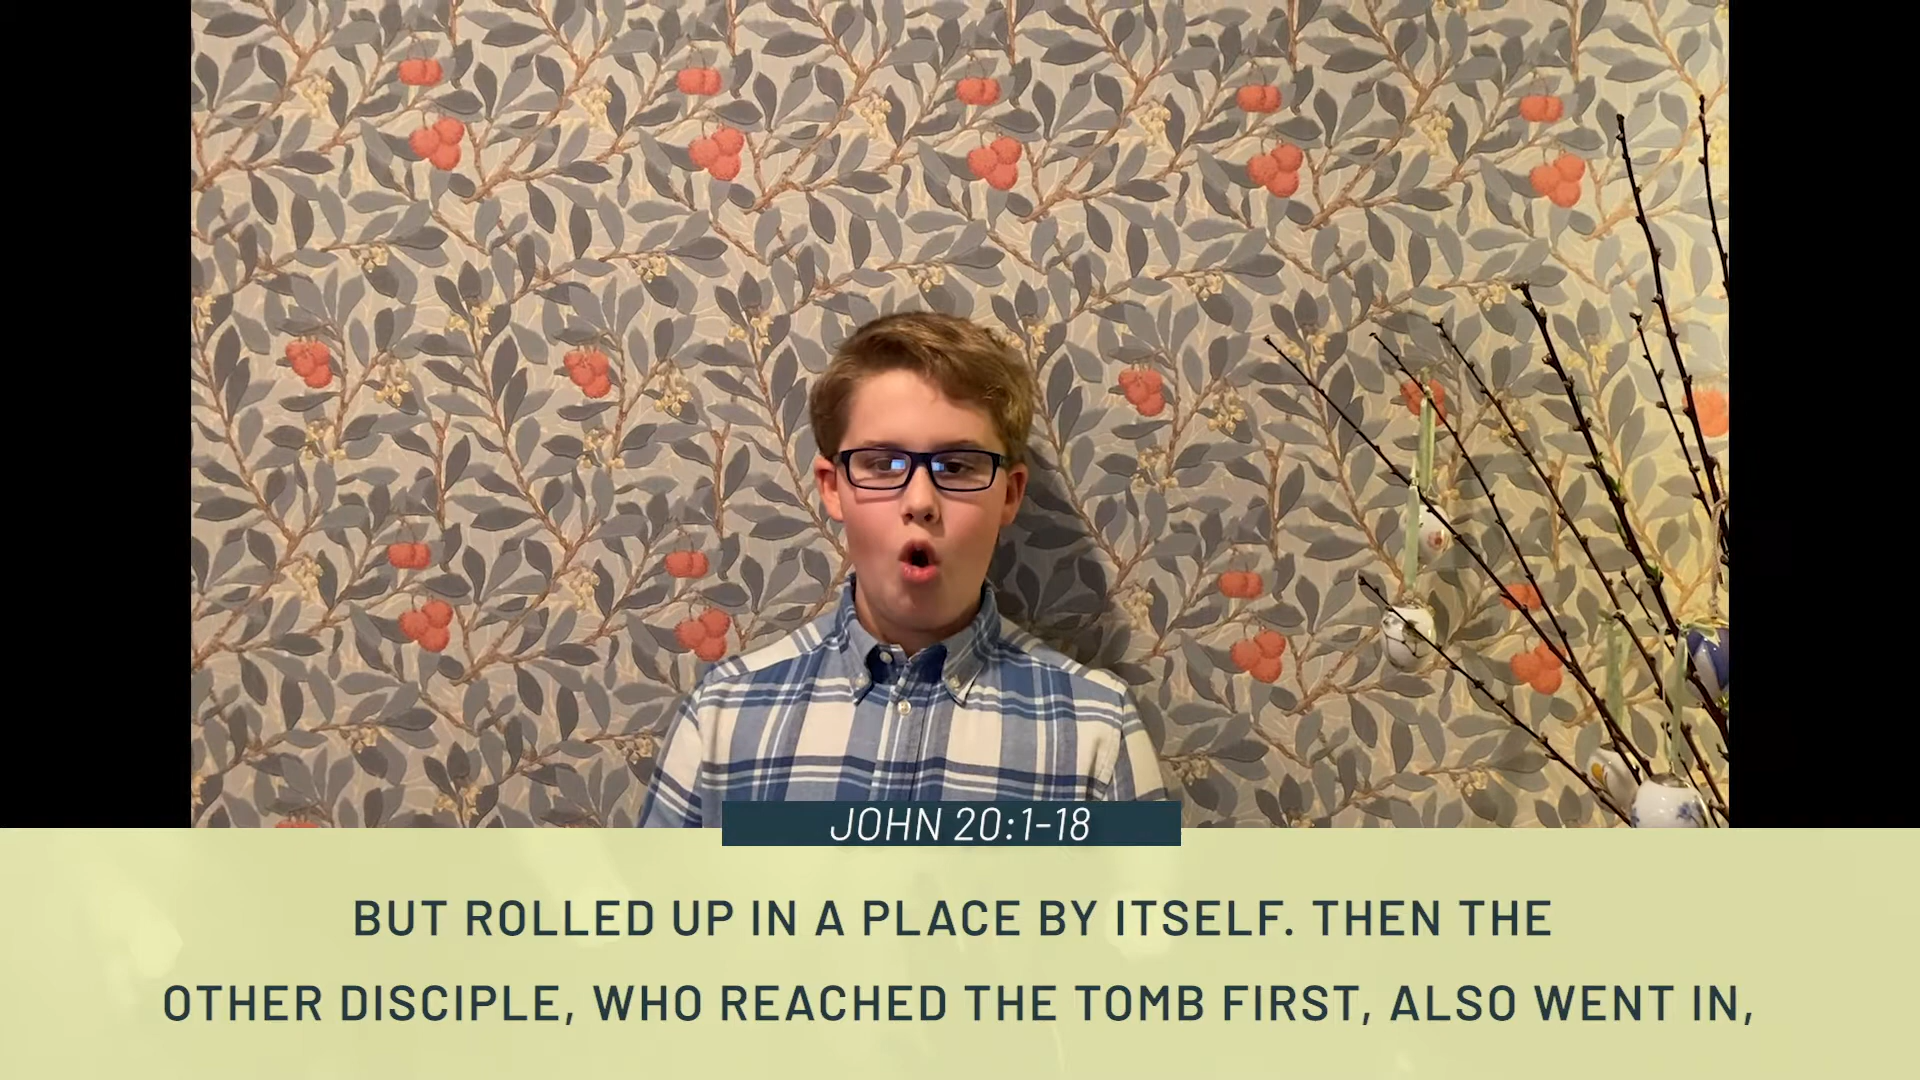 JOHN 20:1-18
BUT ROLLED UP IN A PLACE BY ITSELF. THEN THE
OTHER DISCIPLE, WHO REACHED THE TOMB FIRST, ALSO WENT IN,